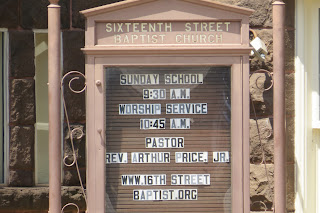 SIXTEENTH STREET
BAPTIST CHURCH
SUNDAY SCHOOL
9:30 A.M.
WORSHIP SERVICE
10:45 A.M.
PASTOR
REV. ARTHUR PRICE, JR.
WWW.16TH STREET
BAPTIST.ORG